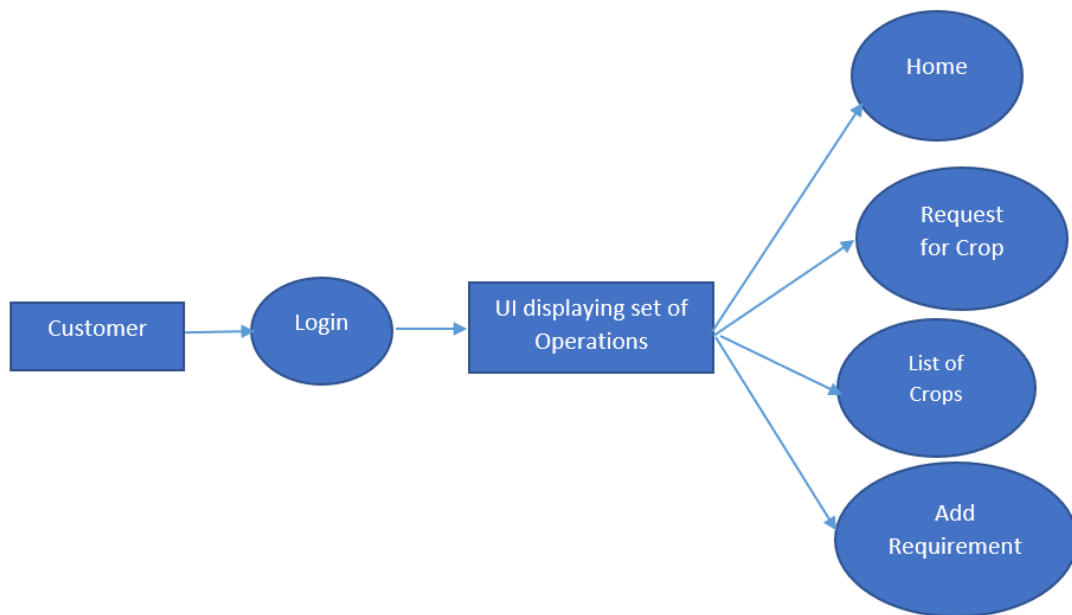 Customer
Login
UI displaying set of
Operations
Home
Request
for Crop
List of
Crops
Add
Requirement